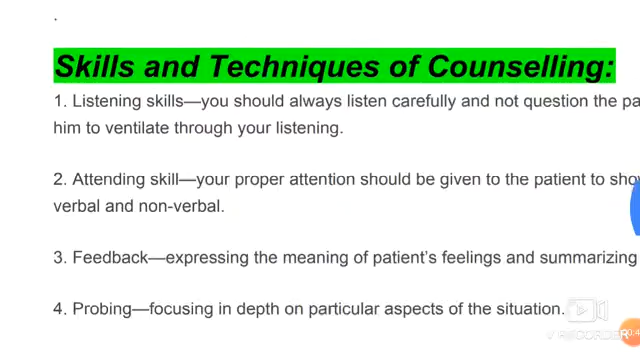 Skills and Techniques of Counselling:
1. Listening skills—you should always listen carefully and not question the
him to ventilate through your listening.
2. Attending skill—your proper attention should be given to the patient to
verbal and non-verbal.
3. Feedback—expressing the meaning of patient's feelings and summarizing
4. Probing—focusing in depth on particular aspects of the situation.
RECORDER